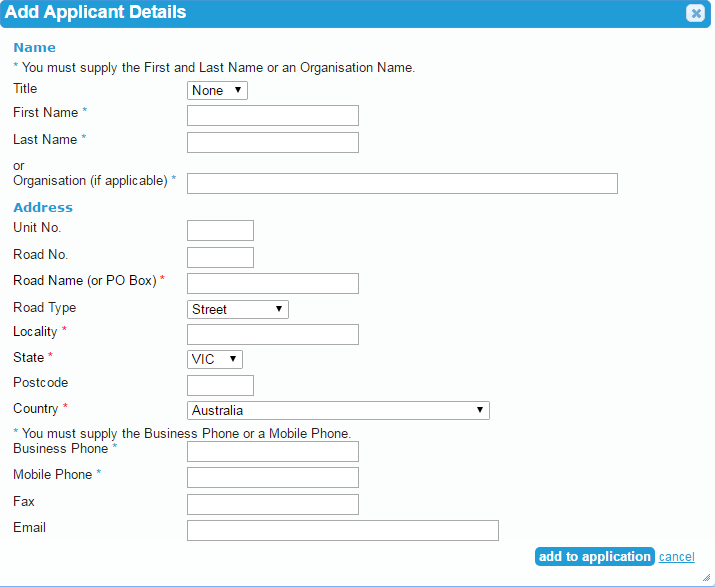 Add Applicant Details
Name
* You must supply the First and Last Name or an Organisation Name.
Title None
First Name *
Last Name *
or
Organisation (if applicable) *
Address
Unit No.
Road No.
Road Name (or PO Box) *
Road Type Street
Locality *
State * VIC
Postcode
Country * Australia
* You must supply the Business Phone or a Mobile Phone.
Business Phone *
Mobile Phone *
Fax
Email
add to application cancel